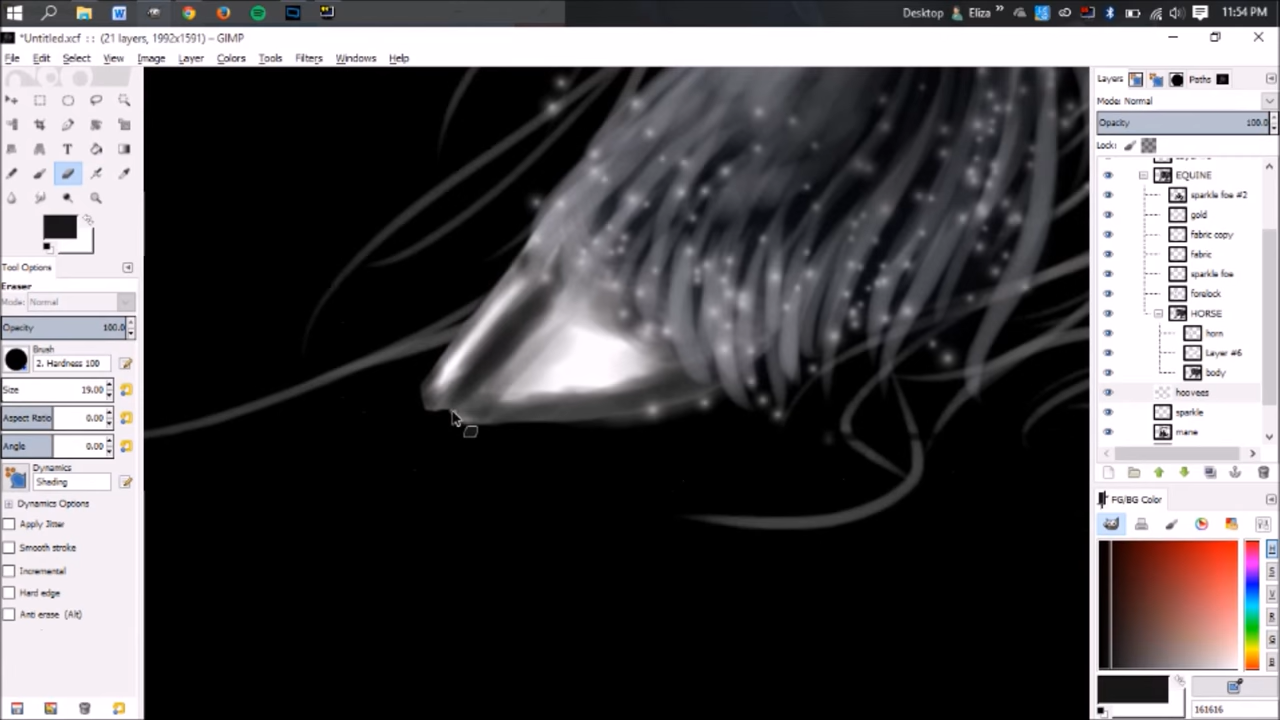 Desktop Eliza » 11:54 PM
*Untitled.xcf :: (21 layers, 1992x1591) – GIMP
File Edit Select View Image Layer Colors Tools Filters Windows Help
Layers Paths
Mode: Normal
Opacity 100.0
Lock:
EQUINE
sparkle foe #2
gold
fabric copy
fabric
sparkle foe
forelock
HORSE
horn
Layer #6
body
hoovees
sparkle
mane
Tool Options
Eraser
Mode: Normal
Opacity 100.0
Brush
2. Hardness 100
Size 19.00
Aspect Ratio 0.00
Angle 0.00
Dynamics
Shading
Dynamics Options
Apply Jitter
Smooth stroke
Incremental
Hard edge
Anti erase (Alt)
FG/BG Color
H
S
V
R
G
B
161616